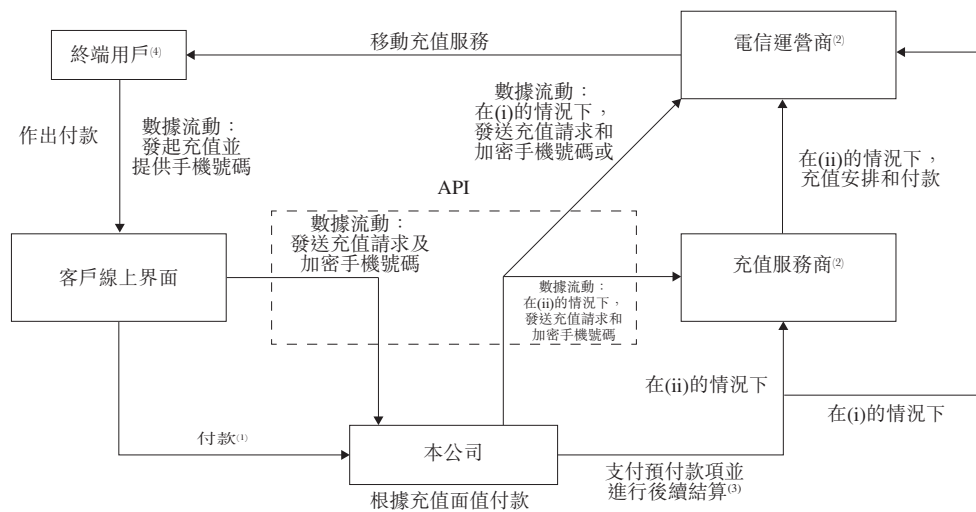 終端用戶(4)
移動充值服務
電信運營商(2)
作出付款
數據流動：
發起充值並
提供手機號碼
數據流動：
在(i)的情況下，
發送充值請求和
加密手機號碼或
在(ii)的情況下，
充值安排和付款
API
數據流動：
發送充值請求及
加密手機號碼
客戶線上界面
充值服務商(2)
數據流動：
在(ii)的情況下，
發送充值請求和
加密手機號碼
在(ii)的情況下
在(i)的情況下
付款(1)
本公司
支付預付款項並
進行後續結算(3)
根據充值面值付款